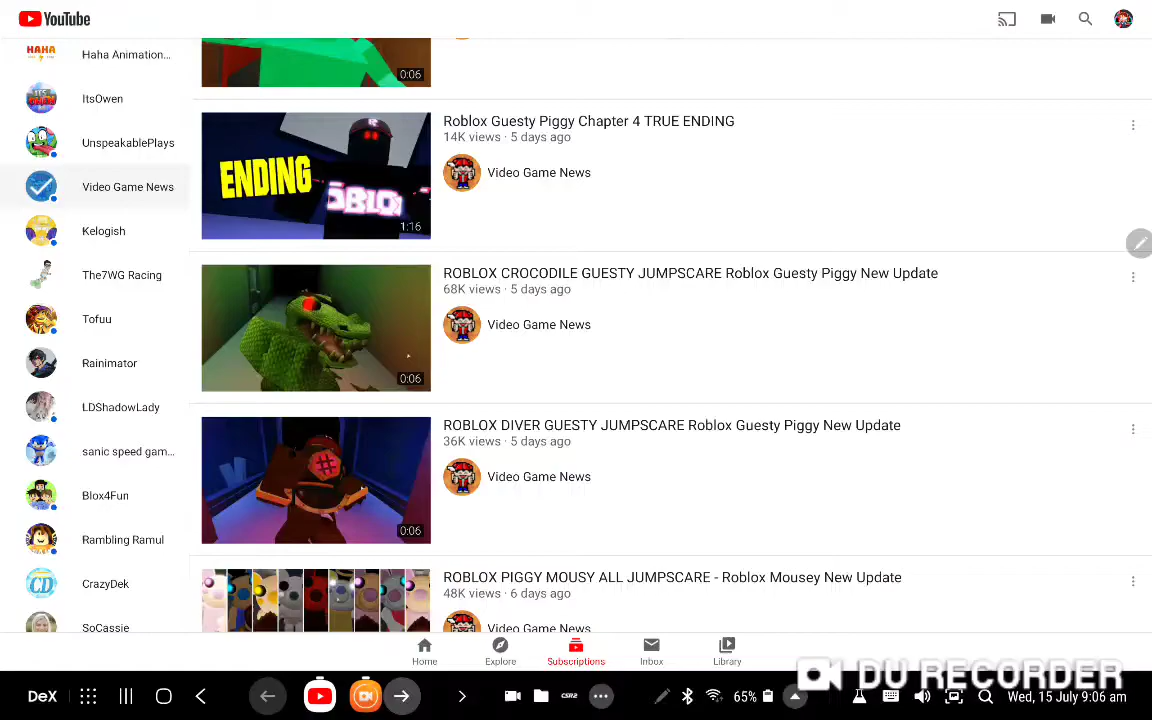 YouTube
Haha Animation...
ItsOwen
UnspeakablePlays
Video Game News
Kelogish
The7WG Racing
Tofuu
Rainimator
LDShadowLady
sanic speed gam...
Blox4Fun
Rambling Ramul
CrazyDek
SoCassie
HAHA
CD
0:06
ENDING
1:16
Roblox Guesty Piggy Chapter 4 TRUE ENDING
14K views · 5 days ago
Video Game News
0:06
ROBLOX CROCODILE GUESTY JUMPSCARE Roblox Guesty Piggy New Update
68K views · 5 days ago
Video Game News
0:06
ROBLOX DIVER GUESTY JUMPSCARE Roblox Guesty Piggy New Update
36K views · 5 days ago
Video Game News
ROBLOX PIGGY MOUSY ALL JUMPSCARE - Roblox Mousey New Update
48K views · 6 days ago
Video Game News
Home Explore Subscriptions Inbox Library
DU RECORDER
DeX CSR2 65% Wed, 15 July 9:06 am